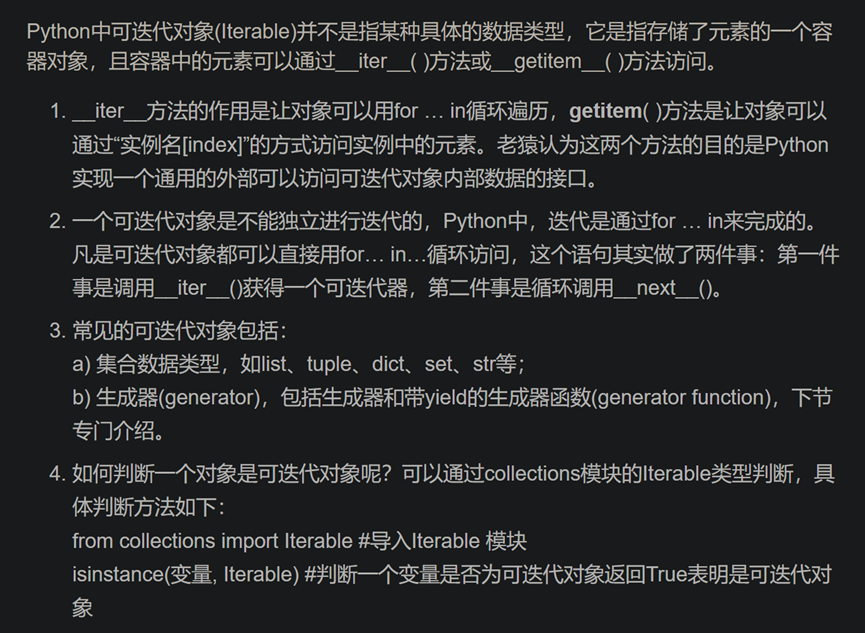 Python中可迭代对象(Iterable)并不是指某种具体的数据类型，它是指存储了元素的一个容
器对象，且容器中的元素可以通过__iter__( )方法或__getitem__( )方法访问。
1. __iter__方法的作用是让对象可以用for … in循环遍历，getitem( )方法是让对象可以
通过“实例名[index]”的方式访问实例中的元素。老猿认为这两个方法的目的是Python
实现一个通用的外部可以访问可迭代对象内部数据的接口。
2. 一个可迭代对象是不能独立进行迭代的，Python中，迭代是通过for … in来完成的。
凡是可迭代对象都可以直接用for… in…循环访问，这个语句其实做了两件事：第一件
事是调用__iter__()获得一个可迭代器，第二件事是循环调用__next__()。
3. 常见的可迭代对象包括：
a) 集合数据类型，如list、tuple、dict、set、str等；
b) 生成器(generator)，包括生成器和带yield的生成器函数(generator function)，下节
专门介绍。
4. 如何判断一个对象是可迭代对象呢？可以通过collections模块的Iterable类型判断，具
体判断方法如下：
from collections import Iterable #导入Iterable 模块
isinstance(变量, Iterable) #判断一个变量是否为可迭代对象返回True表明是可迭代对
象